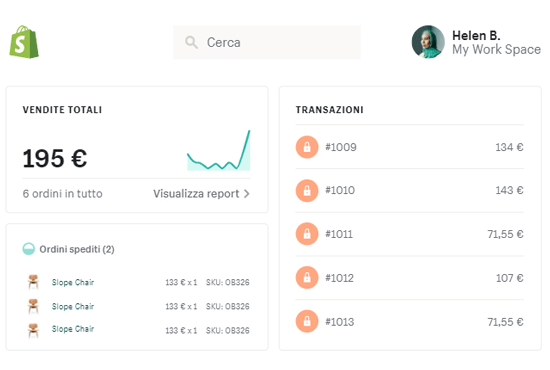 S
Cerca
Helen B.
My Work Space
VENDITE TOTALI
195 €
6 ordini in tutto Visualizza report
Ordini spediti (2)
Slope Chair 133 € x 1 SKU: OB326
Slope Chair 133 € x 1 SKU: OB326
Slope Chair 133 € x 1 SKU: OB326
TRANSAZIONI
#1009 134 €
#1010 143 €
#1011 71,55 €
#1012 107 €
#1013 71,55 €